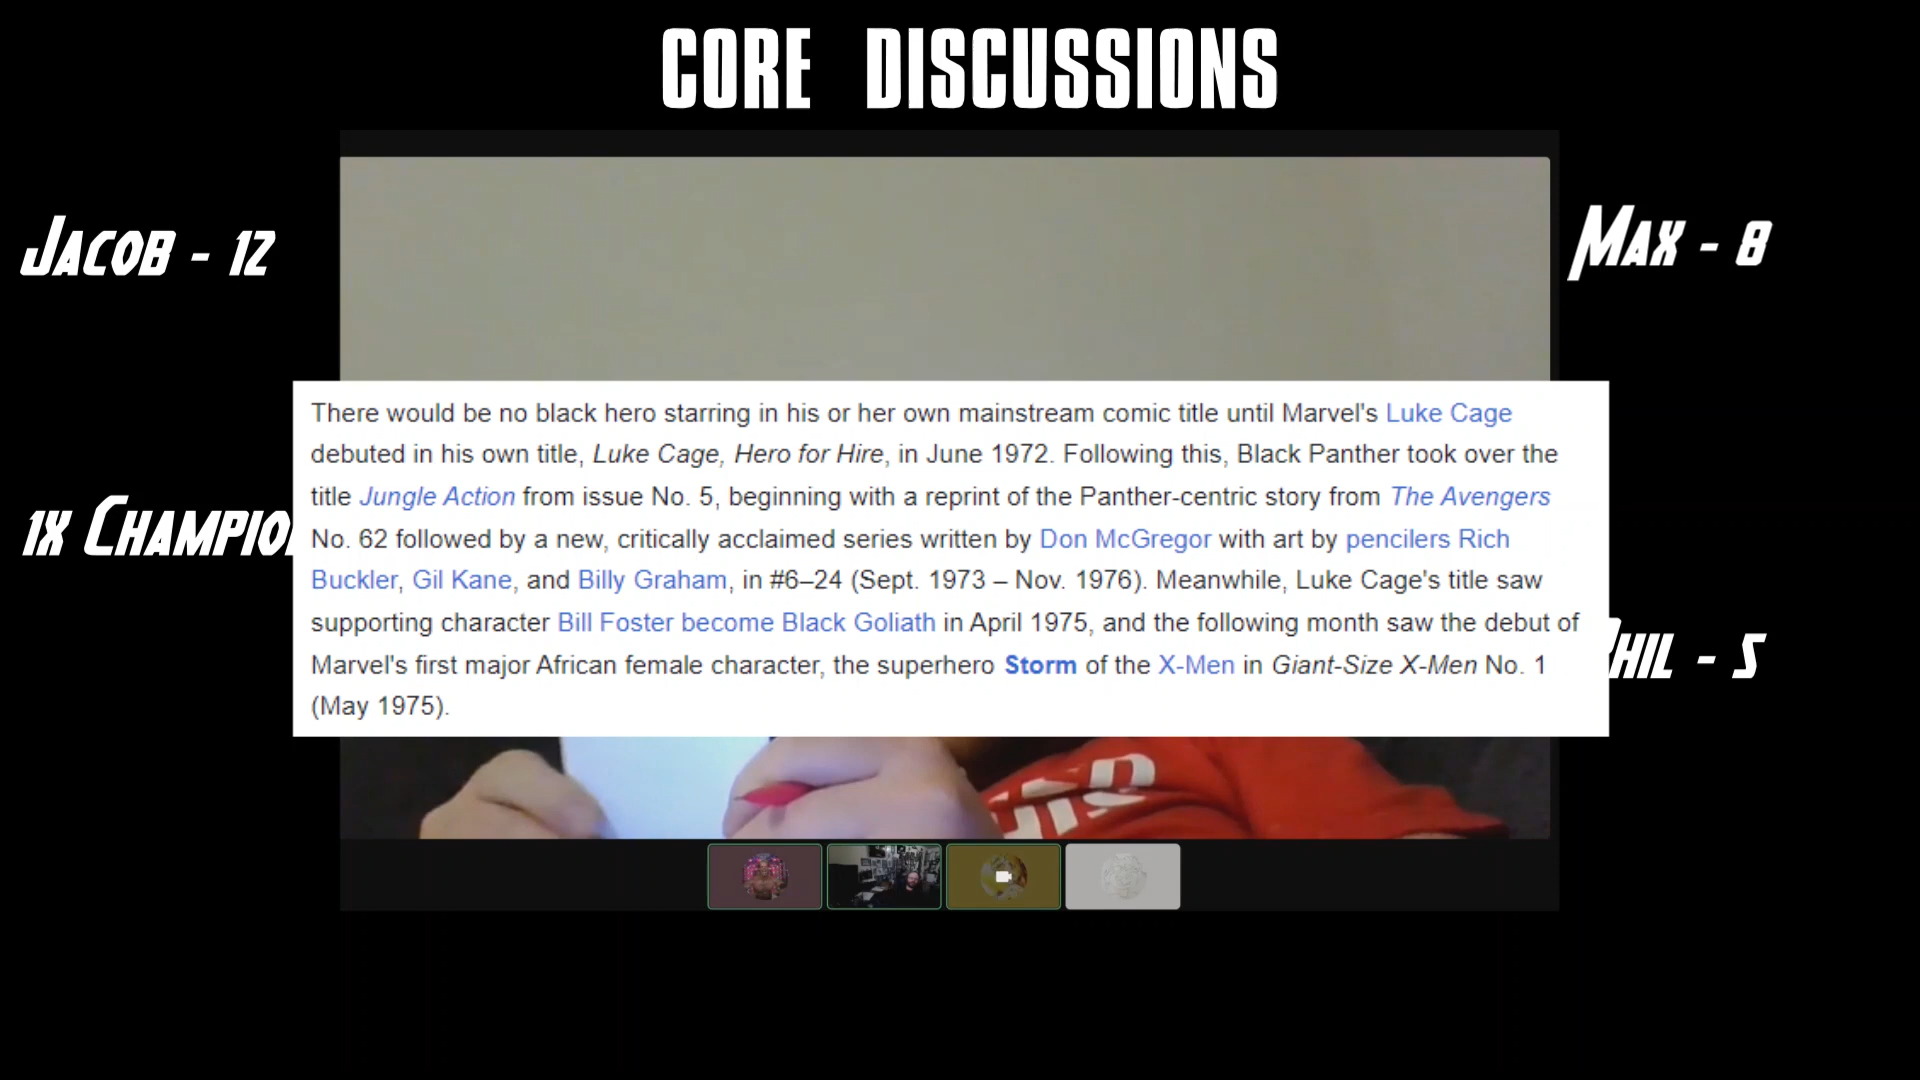 CORE DISCUSSIONS
JACOB - 12
MAX - 8
There would be no black hero starring in his or her own mainstream comic title until Marvel's Luke Cage
debuted in his own title, Luke Cage, Hero for Hire, in June 1972. Following this, Black Panther took over the
title Jungle Action from issue No. 5, beginning with a reprint of the Panther-centric story from The Avengers
No. 62 followed by a new, critically acclaimed series written by Don McGregor with art by pencilers Rich
Buckler, Gil Kane, and Billy Graham, in #6–24 (Sept. 1973 – Nov. 1976). Meanwhile, Luke Cage's title saw
supporting character Bill Foster become Black Goliath in April 1975, and the following month saw the debut of
Marvel's first major African female character, the superhero Storm of the X-Men in Giant-Size X-Men No. 1
(May 1975).
1X CHAMPIO
HIL - 5